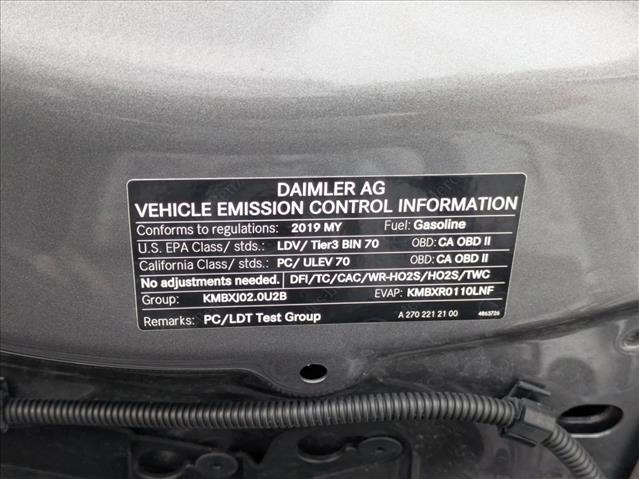 DAIMLER AG
VEHICLE EMISSION CONTROL INFORMATION
Conforms to regulations: 2019 MY Fuel: Gasoline
U.S. EPA Class/ stds.: LDV/ Tier3 BIN 70 OBD: CA OBD II
California Class/ stds.: PC/ ULEV 70 OBD: CA OBD II
No adjustments needed. DFI/TC/CAC/WR-HO2S/HO2S/TWC
Group: KMBXJ02.0U2B EVAP: KMBXR0110LNF
Remarks: PC/LDT Test Group A 270 221 21 00 4863726